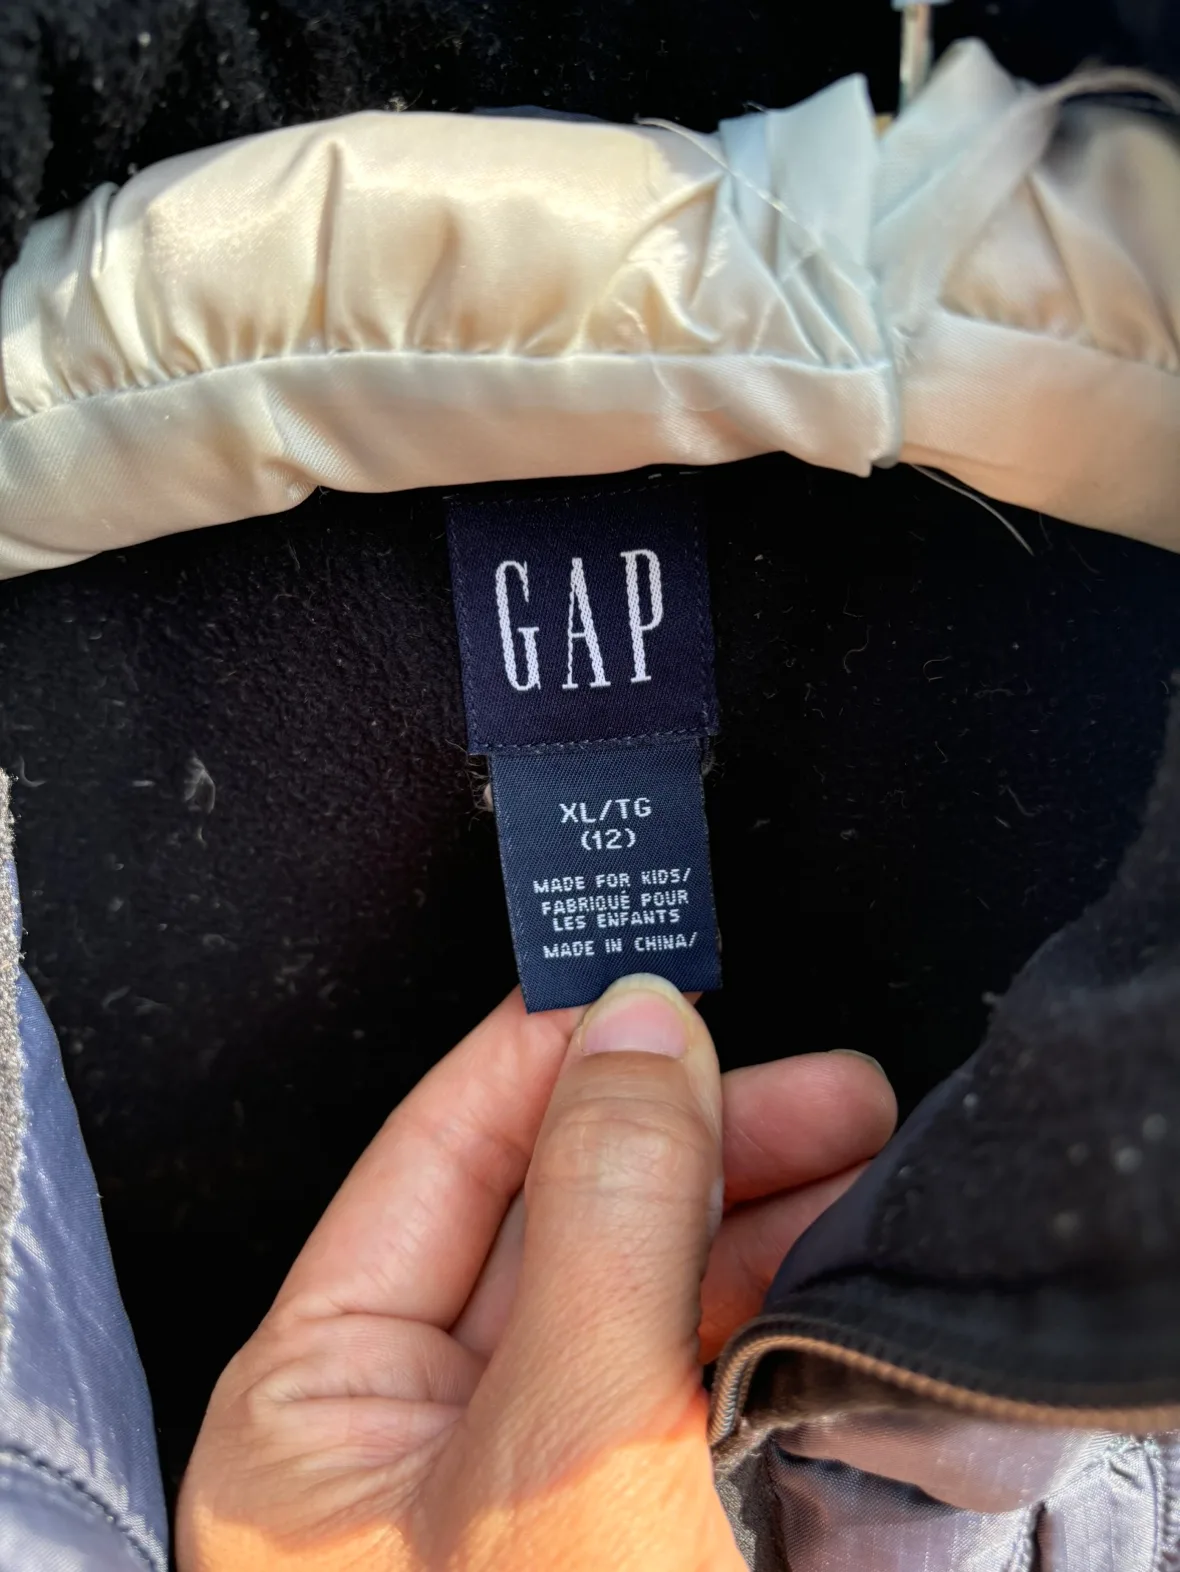 GAP
XL/TG
(12)
MADE FOR KIDS/
FABRIQUÉ POUR
LES ENFANTS
MADE IN CHINA/